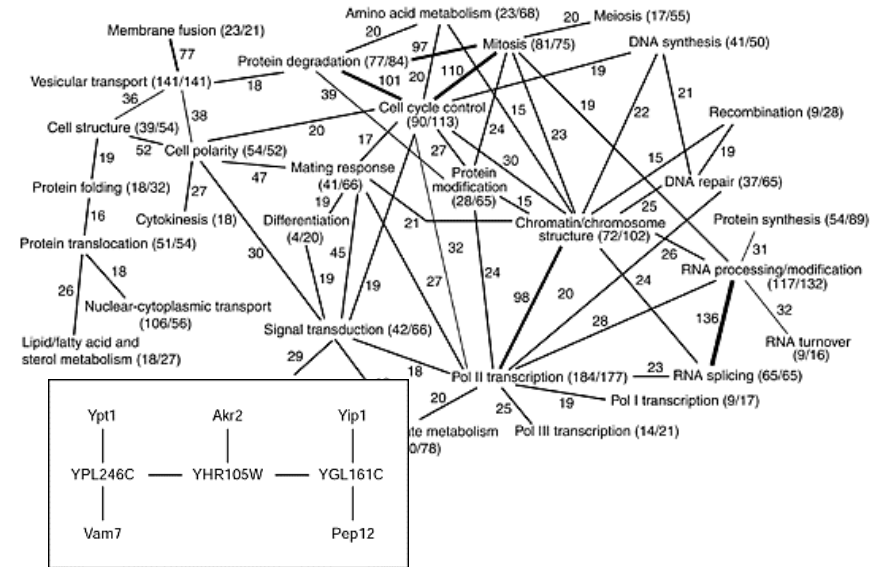 Amino acid metabolism (23/68)
20
Meiosis (17/55)
Membrane fusion (23/21)
20
97
Mitosis (81/75)
DNA synthesis (41/50)
77
Protein degradation (77/84)
Vesicular transport (141/141)
18
101
20
110
19
36
38
39
Cell cycle control
(90/113)
15
19
22
21
Recombination (9/28)
Cell structure (39/54)
20
17
24
23
52
Cell polarity (54/52)
27
30
15
19
19
47
Mating response
(41/66)
Protein
modification
(28/65)
DNA repair (37/65)
Protein folding (18/32)
27
19
15
25
16
Cytokinesis (18)
Differentiation
(4/20)
21
Chromatin/chromosome
structure (72/102)
Protein synthesis (54/89)
Protein translocation (51/54)
30
45
32
26
31
18
19
19
27
24
24
RNA processing/modification
(117/132)
26
98
20
Nuclear-cytoplasmic transport
(106/56)
32
28
136
Signal transduction (42/66)
Lipid/fatty acid and
sterol metabolism (18/27)
RNA turnover
(9/16)
29
18
Pol II transcription (184/177)
23
RNA splicing (65/65)
20
25
19
Pol I transcription (9/17)
metabolism
Pol III transcription (14/21)
0/78)
Ypt1
Akr2
Yip1
YPL246C
YHR105W
YGL161C
Vam7
Pep12